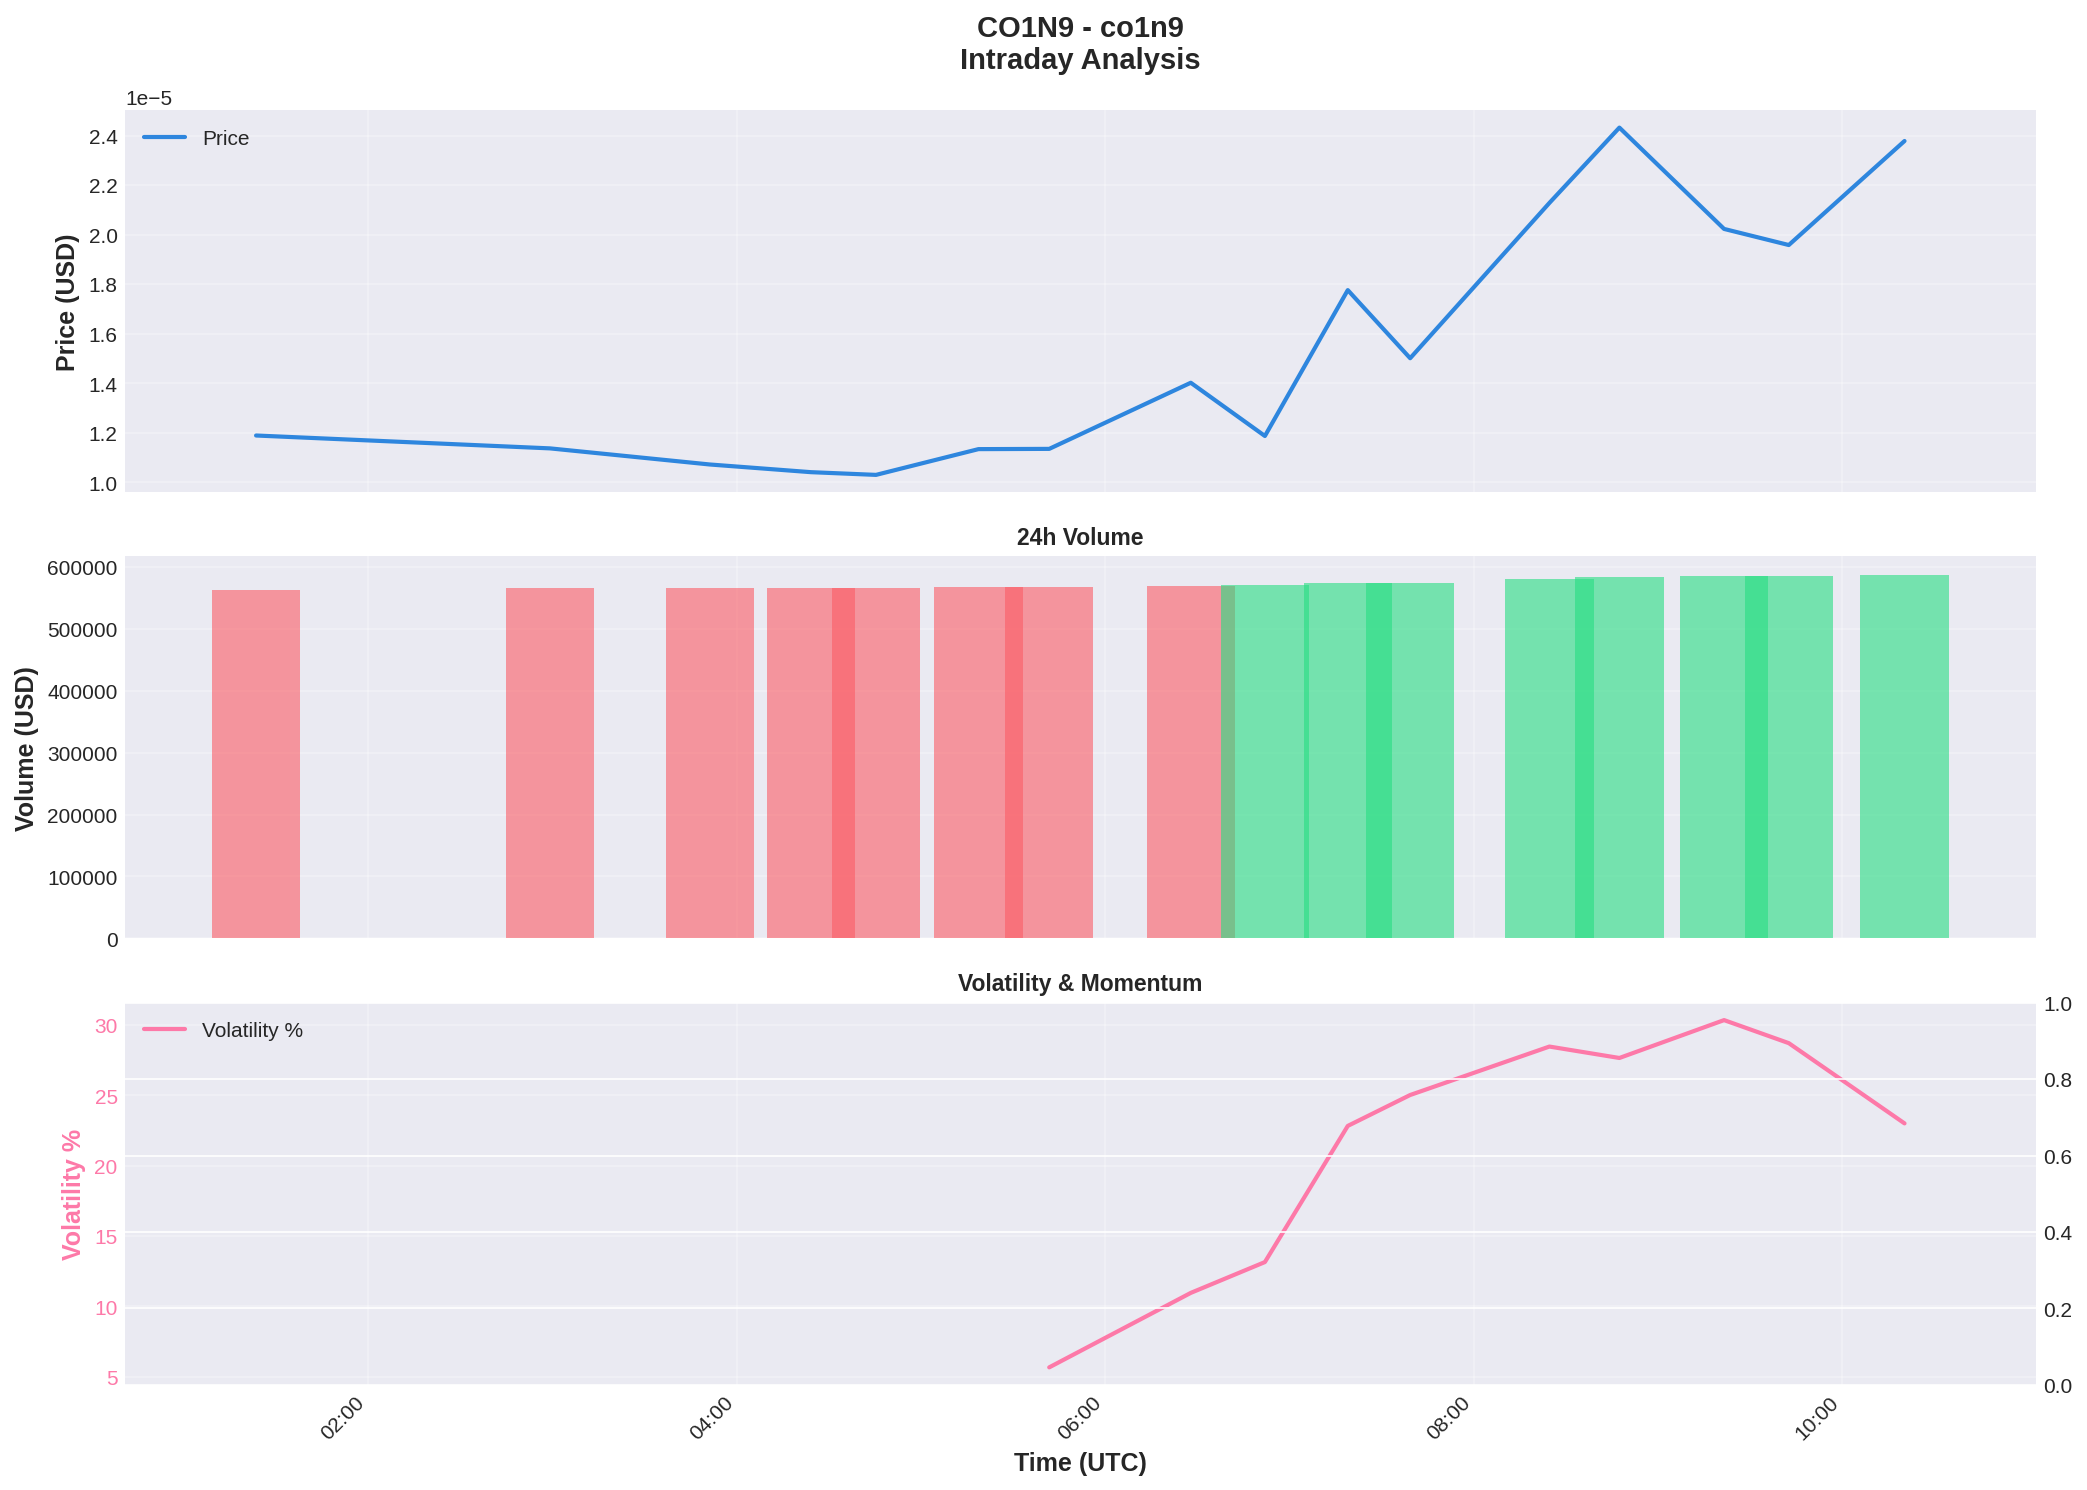 CO1N9 - co1n9
Intraday Analysis
1e−5
Price
2.4
2.2
2.0
1.8
1.6
1.4
1.2
1.0
Price (USD)
24h Volume
600000
500000
400000
300000
200000
100000
0
Volume (USD)
Volatility & Momentum
Volatility %
30
25
20
15
10
5
Volatility %
1.0
0.8
0.6
0.4
0.2
0.0
02:00
04:00
06:00
08:00
10:00
Time (UTC)